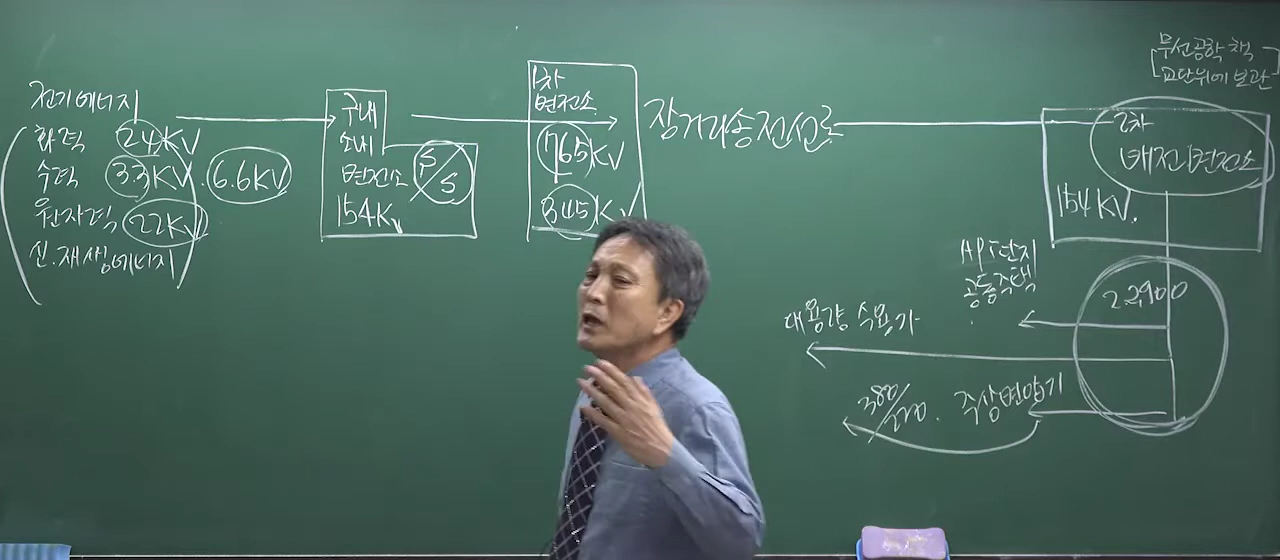 전기에너지
화력 24KV
수력 3.3KV. 6.6KV
원자력 22KV
신.재생에너지
구내
소내
변전소 S/S
154KV
1차
변전소
765KV
345KV
장거리송전선로
무선공학 책
교단위에 보관
2차
배전변전소
154KV.
APT단지
공동주택
22,900
대용량 수용가
380/220. 주상변압기